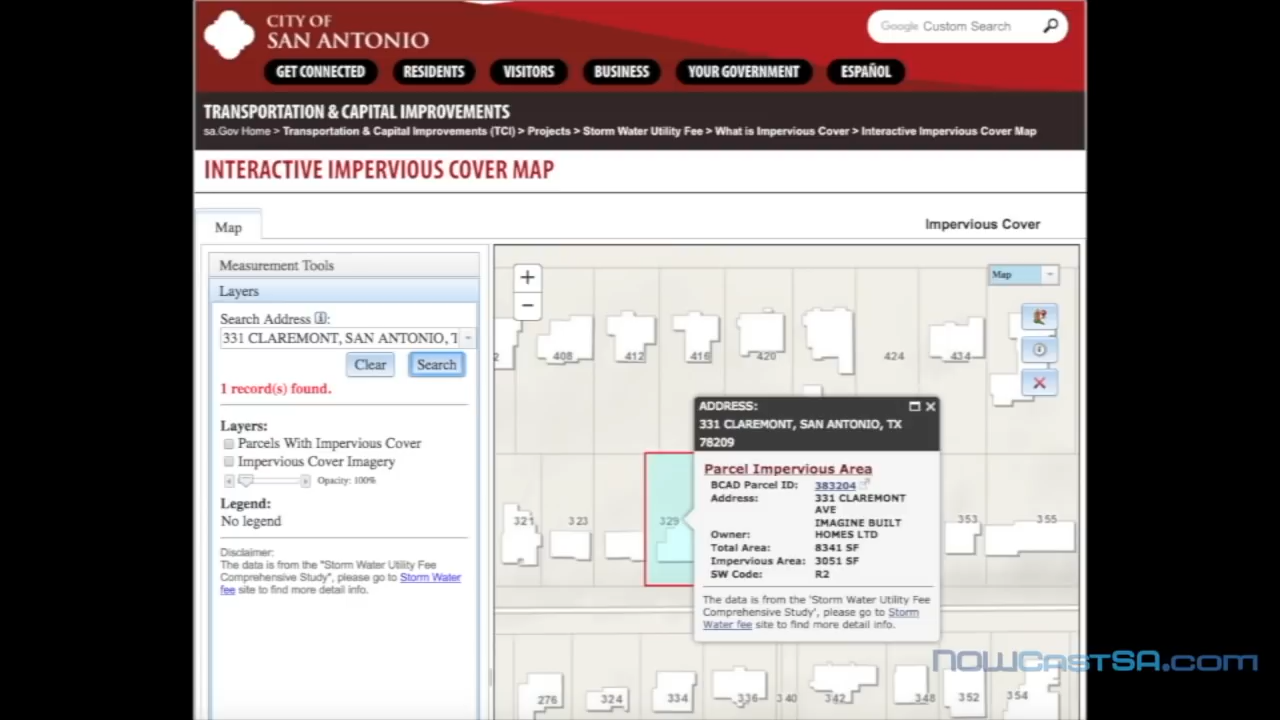 CITY OF
SAN ANTONIO
Google Custom Search
GET CONNECTED
RESIDENTS
VISITORS
BUSINESS
YOUR GOVERNMENT
ESPAÑOL
TRANSPORTATION & CAPITAL IMPROVEMENTS
sa.Gov Home > Transportation & Capital Improvements (TCI) > Projects > Storm Water Utility Fee > What is Impervious Cover > Interactive Impervious Cover Map
INTERACTIVE IMPERVIOUS COVER MAP
Map
Impervious Cover
Measurement Tools
Layers
Search Address :
331 CLAREMONT, SAN ANTONIO, T
Clear
Search
1 record(s) found.
Layers:
Parcels With Impervious Cover
Impervious Cover Imagery
Opacity: 100%
Legend:
No legend
Disclaimer:
The data is from the "Storm Water Utility Fee
Comprehensive Study", please go to Storm Water
fee site to find more detail info.
+
−
Map
2
408
412
416
420
424
434
ADDRESS:
331 CLAREMONT, SAN ANTONIO, TX
78209
Parcel Impervious Area
BCAD Parcel ID: 383204
Address: 331 CLAREMONT
AVE
IMAGINE BUILT
Owner: HOMES LTD
Total Area: 8341 SF
Impervious Area: 3051 SF
SW Code: R2
The data is from the 'Storm Water Utility Fee
Comprehensive Study', please go to Storm
Water fee site to find more detail info.
321
323
329
353
355
276
324
334
336
340
342
348
352
354
NOWCastSA.com